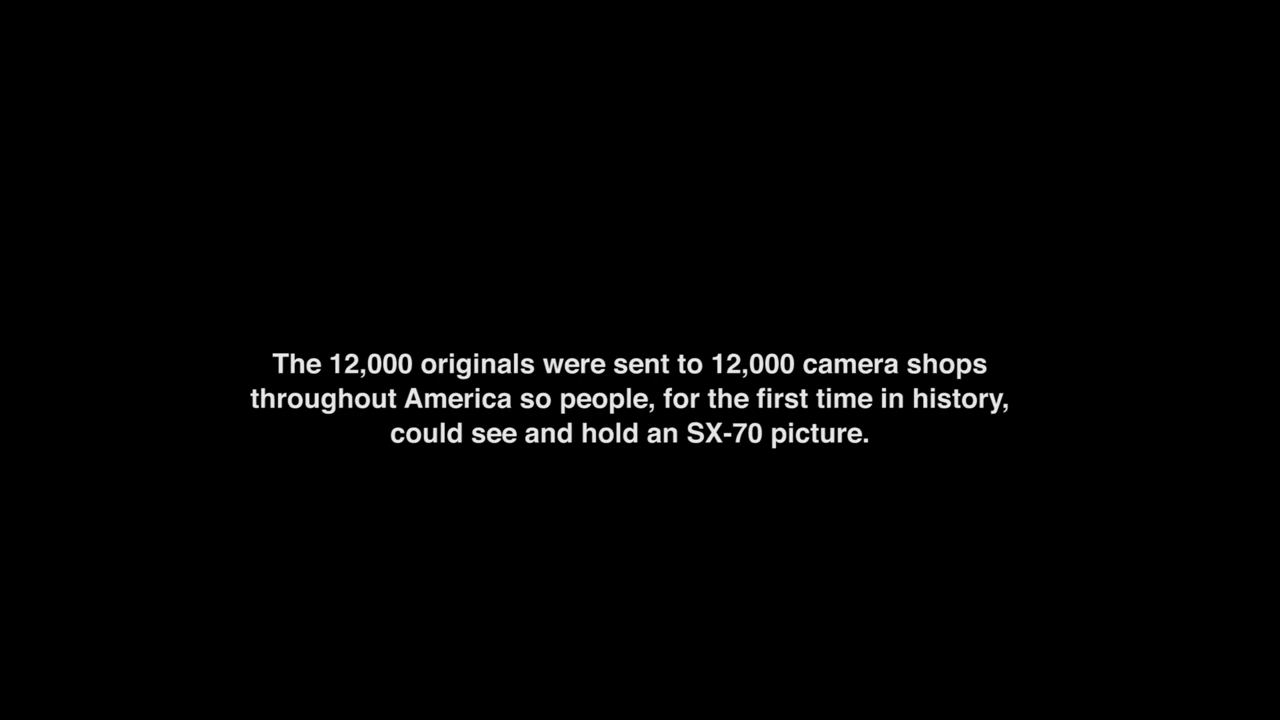 The 12,000 originals were sent to 12,000 camera shops
throughout America so people, for the first time in history,
could see and hold an SX-70 picture.